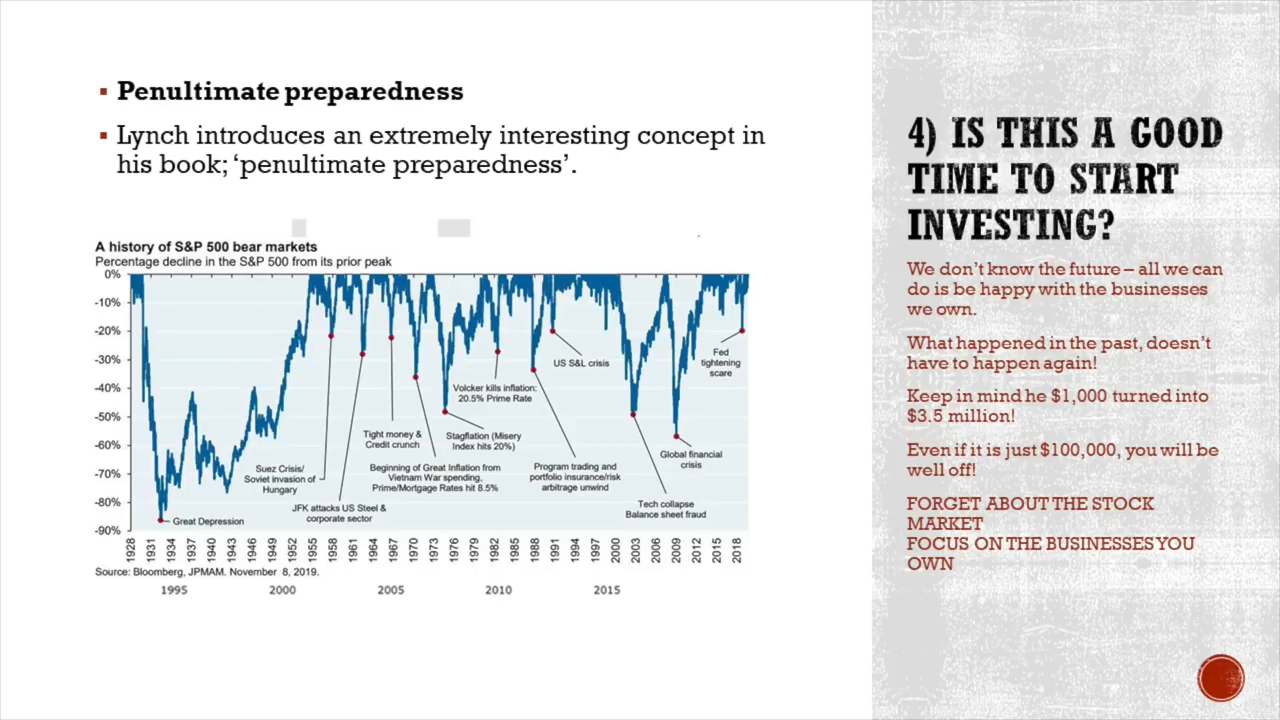 Penultimate preparedness
Lynch introduces an extremely interesting concept in
his book; ‘penultimate preparedness’.
A history of S&P 500 bear markets
Percentage decline in the S&P 500 from its prior peak
0%
-10%
-20%
-30%
-40%
-50%
-60%
-70%
-80%
-90%
Great Depression
Suez Crisis/
Soviet invasion of
Hungary
JFK attacks US Steel &
corporate sector
Tight money &
Credit crunch
Beginning of Great Inflation from
Vietnam War spending,
Prime/Mortgage Rates hit 8.5%
Stagflation (Misery
Index hits 20%)
Volcker kills inflation:
20.5% Prime Rate
Program trading and
portfolio insurance/risk
arbitrage unwind
US S&L crisis
Tech collapse
Balance sheet fraud
Global financial
crisis
Fed
tightening
scare
1928 1931 1934 1937 1940 1943 1946 1949 1952 1955 1958 1961 1964 1967 1970 1973 1976 1979 1982 1985 1988 1991 1994 1997 2000 2003 2006 2009 2012 2015 2018
Source: Bloomberg, JPMAM. November 8, 2019.
1995 2000 2005 2010 2015
4) IS THIS A GOOD
TIME TO START
INVESTING?
We don’t know the future – all we can
do is be happy with the businesses
we own.
What happened in the past, doesn’t
have to happen again!
Keep in mind he $1,000 turned into
$3.5 million!
Even if it is just $100,000, you will be
well off!
FORGET ABOUT THE STOCK
MARKET
FOCUS ON THE BUSINESSES YOU
OWN